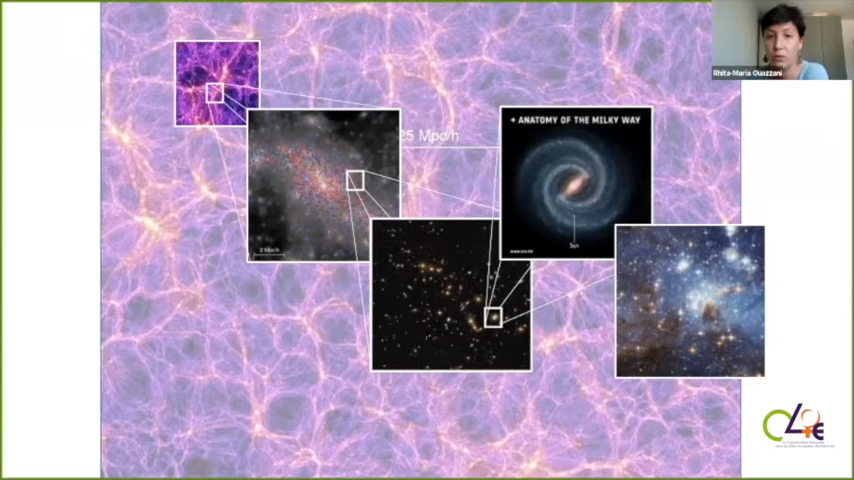 Rhita-Maria Ouazzani
25 Mpc/h
→ ANATOMY OF THE MILKY WAY
Sun
2 Mpc/h